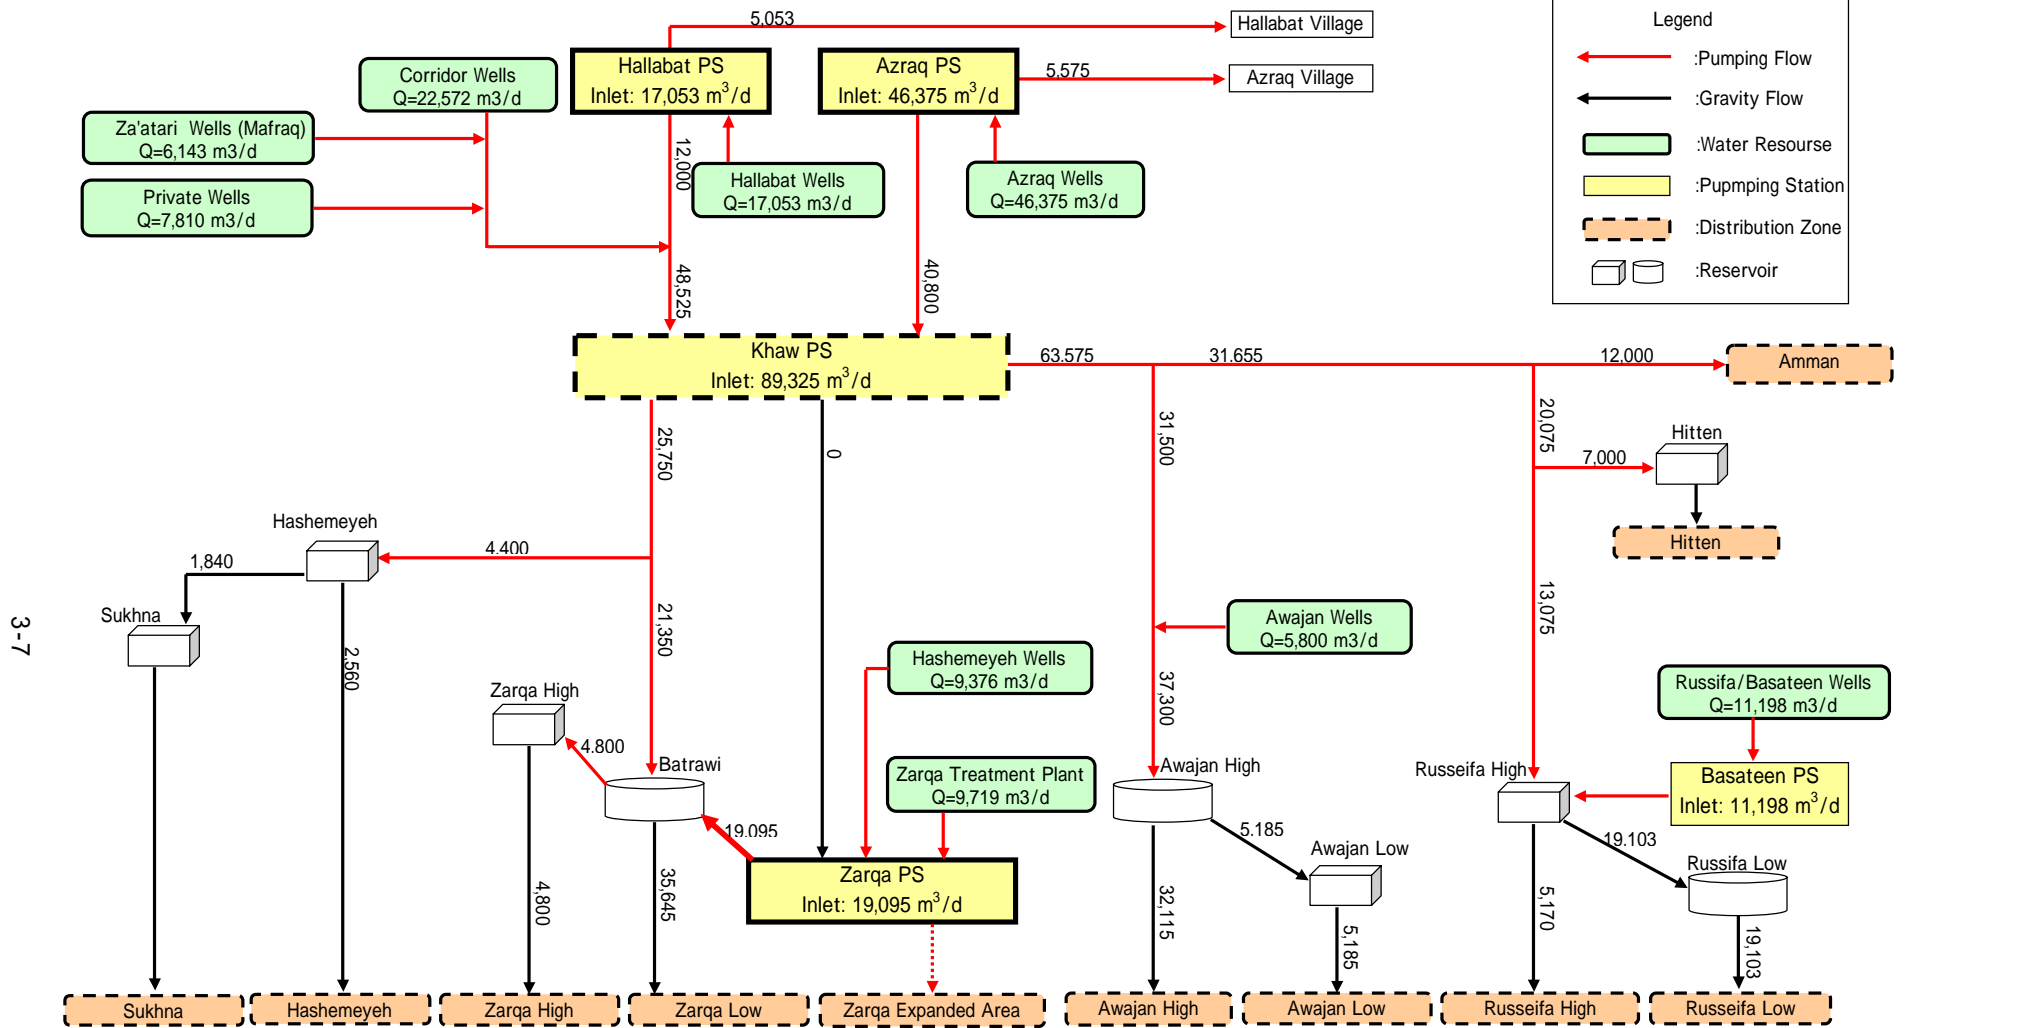 5,053
Hallabat Village
Legend
Corridor Wells
Q=22,572 m3/d
Hallabat PS
Inlet: 17,053 m³/d
Azraq PS
Inlet: 46,375 m³/d
5,575
Azraq Village
:Pumping Flow
:Gravity Flow
Za'atari Wells (Mafraq)
Q=6,143 m3/d
12,000
:Water Resourse
Private Wells
Q=7,810 m3/d
Hallabat Wells
Q=17,053 m3/d
Azraq Wells
Q=46,375 m3/d
:Pupmping Station
:Distribution Zone
:Reservoir
48,525
40,800
Khaw PS
Inlet: 89,325 m³/d
63.575
31.655
12,000
Amman
25,750
0
31,500
20,075
Hitten
7,000
Hitten
Hashemeyeh
4.400
1,840
Sukhna
2,560
21,350
13,075
Awajan Wells
Q=5,800 m3/d
Hashemeyeh Wells
Q=9,376 m3/d
37,300
Russifa/Basateen Wells
Q=11,198 m3/d
Zarqa High
4.800
Batrawi
Zarqa Treatment Plant
Q=9,719 m3/d
Awajan High
Russeifa High
Basateen PS
Inlet: 11,198 m³/d
19.095
5.185
Awajan Low
19.103
Russifa Low
Zarqa PS
Inlet: 19,095 m³/d
4,800
35,645
32,115
5,185
5,170
19,103
Sukhna
Hashemeyeh
Zarqa High
Zarqa Low
Zarqa Expanded Area
Awajan High
Awajan Low
Russeifa High
Russeifa Low
3-7